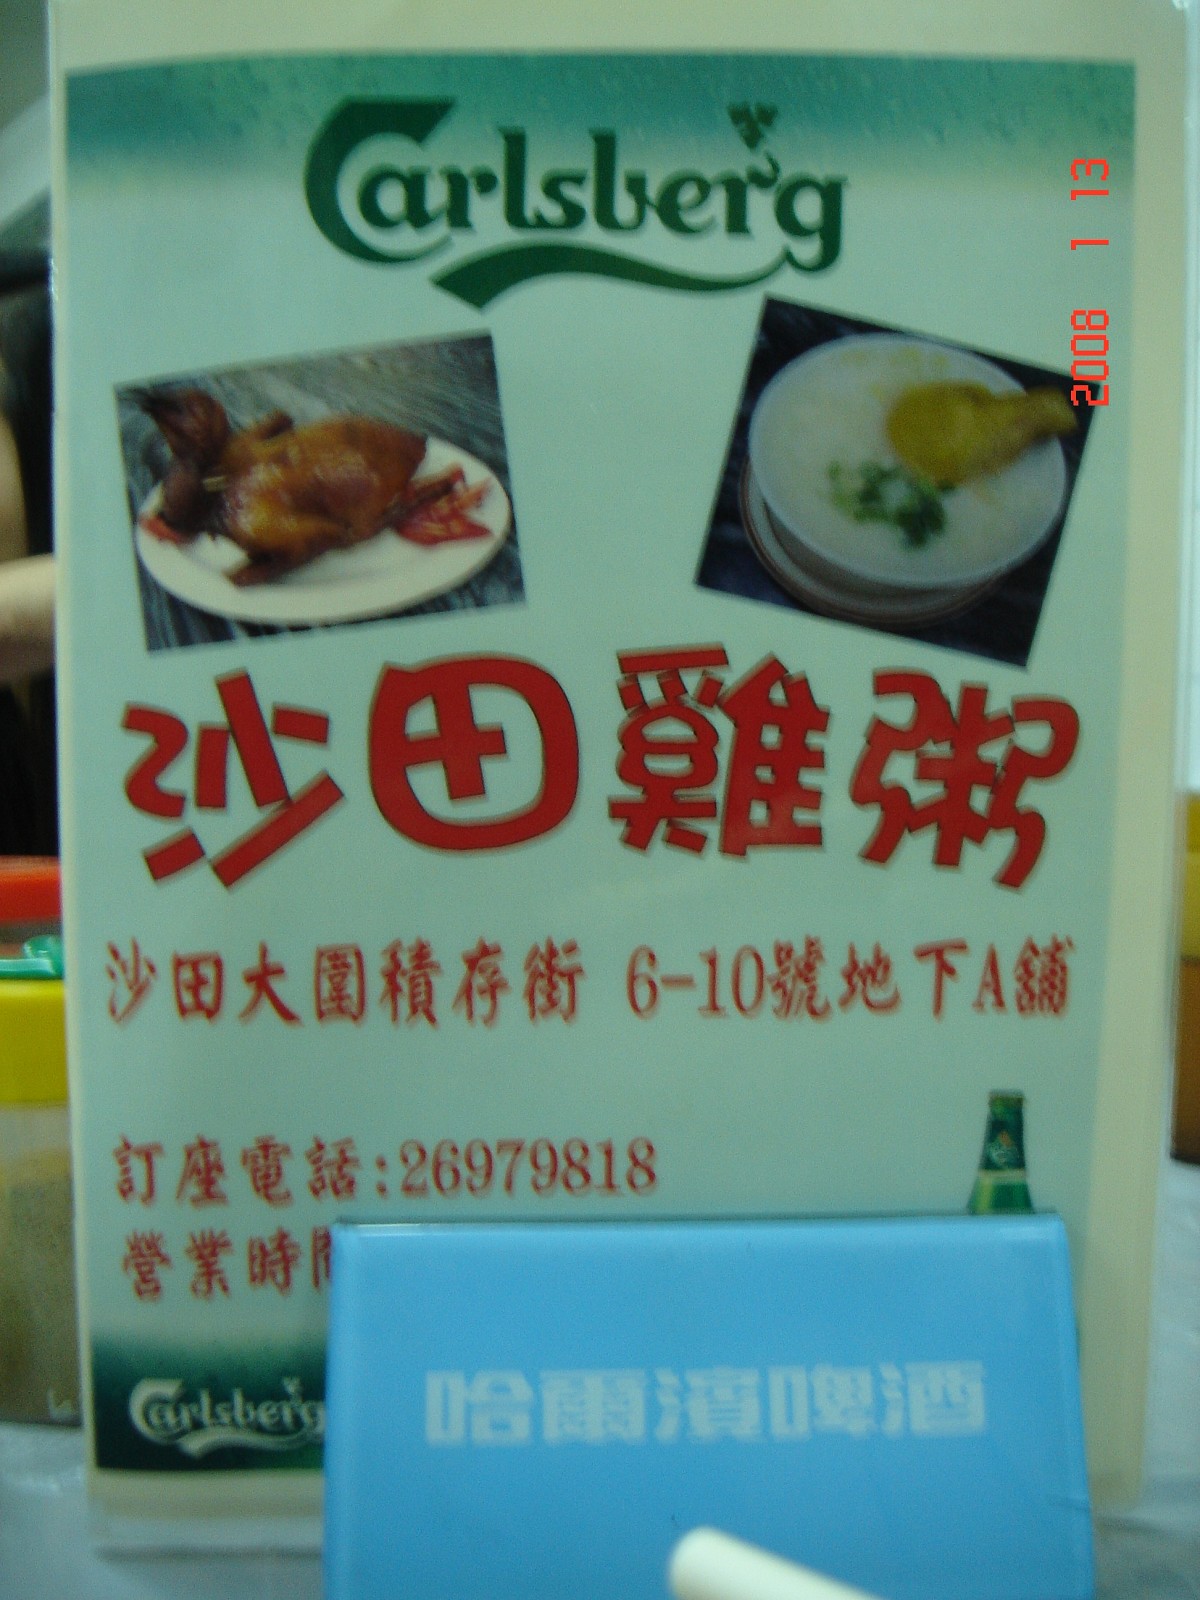 Carlsberg
2008 1 13
沙田雞粥
沙田大圍積存街 6-10號地下A舖
訂座電話:26979818
營業時間
Carlsberg
哈爾濱啤酒